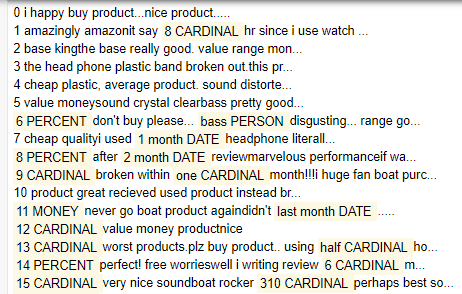 0 i happy buy product...nice product.....
1 amazingly amazonit say 8 CARDINAL hr since i use watch ...
2 base kingthe base really good. value range mon...
3 the head phone plastic band broken out.this pr...
4 cheap plastic, average product. sound distorte...
5 value moneysound crystal clearbass pretty good...
6 PERCENT don't buy please... bass PERSON disgusting... range go...
7 cheap qualityi used 1 month DATE headphone literall...
8 PERCENT after 2 month DATE reviewmarvelous performanceif wa...
9 CARDINAL broken within one CARDINAL month!!!i huge fan boat purc...
10 product great recieved used product instead br...
11 MONEY never go boat product againdidn't last month DATE .....
12 CARDINAL value money productnice
13 CARDINAL worst products.plz buy product.. using half CARDINAL ho...
14 PERCENT perfect! free worrieswell i writing review 6 CARDINAL m...
15 CARDINAL very nice soundboat rocker 310 CARDINAL perhaps best so...